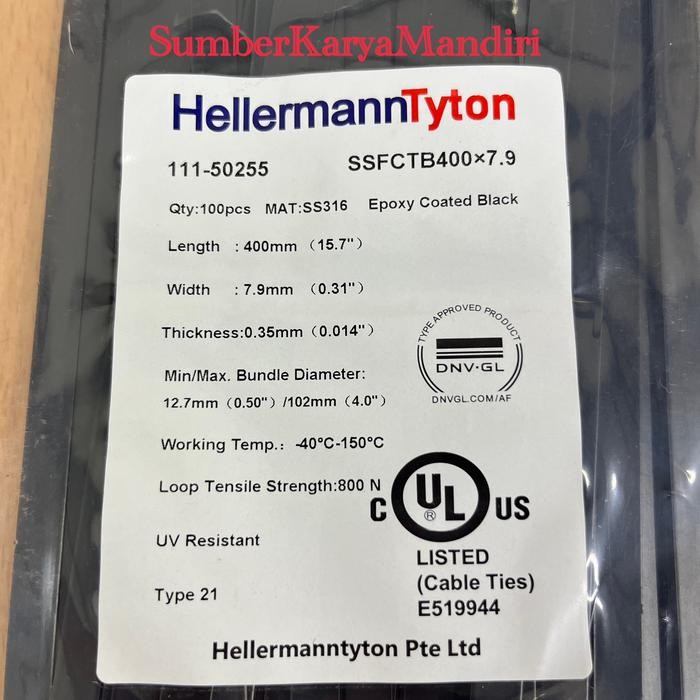 SumberKaryaMandiri
HellermannTyton
111-50255 SSFCTB400×7.9
Qty:100pcs MAT:SS316 Epoxy Coated Black
Length : 400mm （15.7"）
Width : 7.9mm （0.31"）
Thickness:0.35mm（0.014"）
Min/Max. Bundle Diameter:
12.7mm（0.50"）/102mm（4.0"）
Working Temp.: -40°C-150°C
Loop Tensile Strength:800 N
UV Resistant
Type 21
TYPE APPROVED PRODUCT
DNV·GL
DNVGL.COM/AF
C UL ® US
LISTED
(Cable Ties)
E519944
Hellermanntyton Pte Ltd